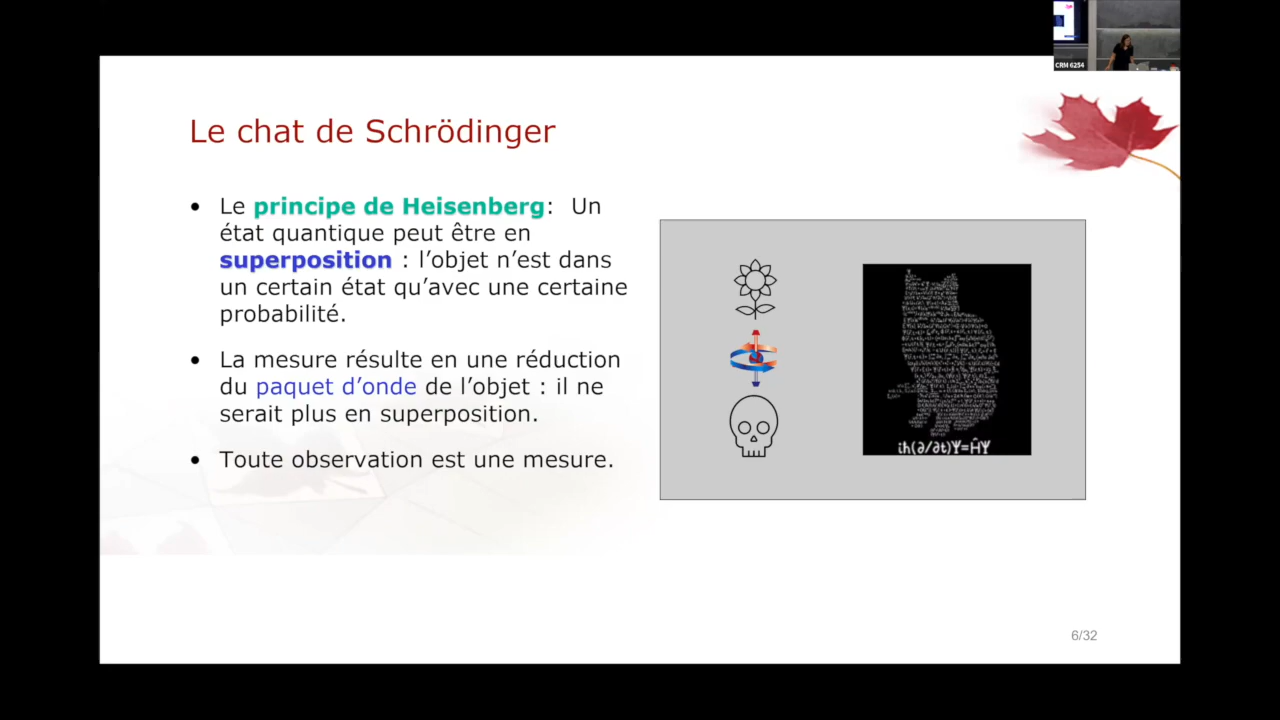 CRM 6254
Le chat de Schrödinger
• Le principe de Heisenberg: Un
état quantique peut être en
superposition : l’objet n’est dans
un certain état qu’avec une certaine
probabilité.
• La mesure résulte en une réduction
du paquet d’onde de l’objet : il ne
serait plus en superposition.
• Toute observation est une mesure.
iħ(∂/∂t)Ψ=ĤΨ
6/32